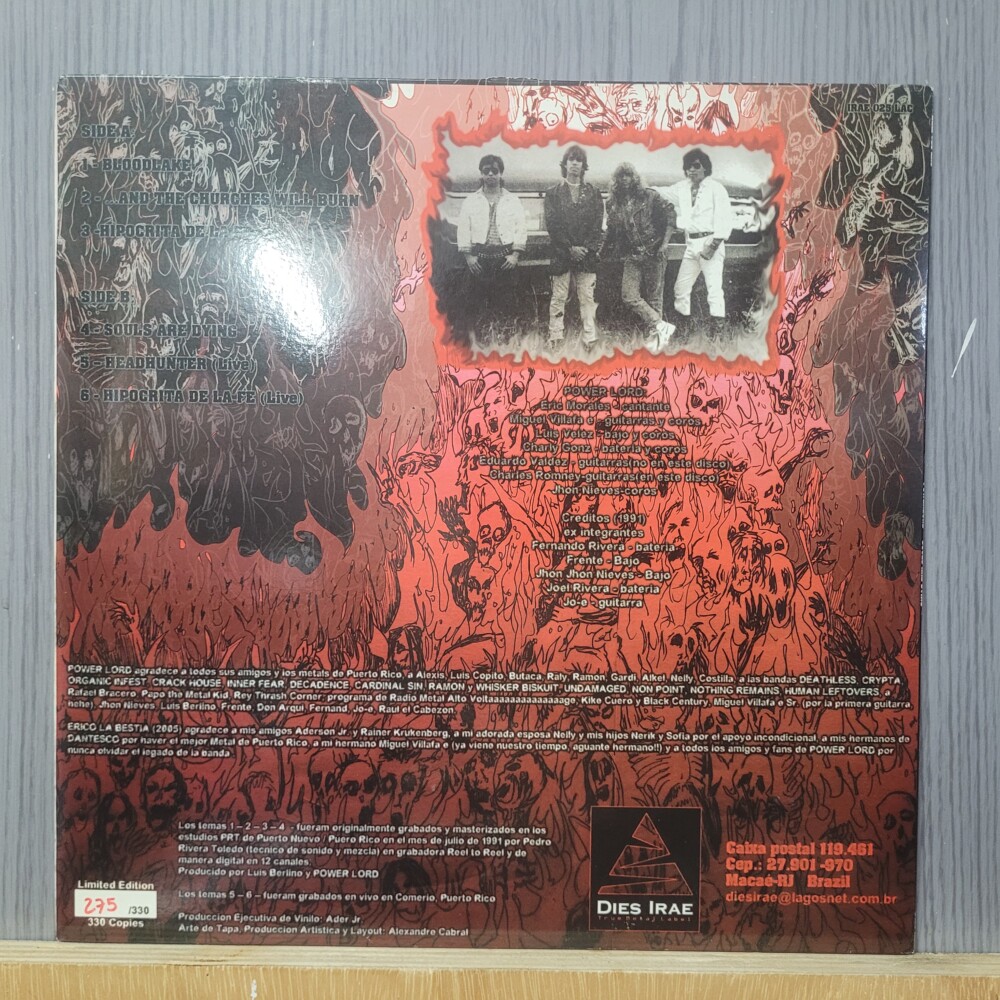 IRAE 025 LAC
SIDE A
1 - BLOODLAKE
2 - ...AND THE CHURCHES WILL BURN
3 - HIPOCRITA DE LA FE
SIDE B
4 - SOULS ARE DYING
5 - HEADHUNTER (Live)
6 - HIPOCRITA DE LA FE (Live)
POWER LORD:
Eric Morales - cantante
Miguel Villafa e - guitarras y coros
Luis Velez - bajo y coros
Charly Gonz - bateria y coros
Eduardo Valdez - guitarras(no en este disco)
Charles Romney-guitarras(en este disco)
Jhon Nieves-coros
Creditos (1991)
ex integrantes
Fernando Rivera - bateria
Frente - Bajo
Jhon Jhon Nieves - Bajo
Joel Rivera - bateria
Jo-e - guitarra
POWER LORD agradece a todos sus amigos y los metals de Puerto Rico, a Alexis, Luis Copito, Butaca, Raly, Ramon, Gardi, Alket, Nelly, Costilla a las bandas DEATHLESS, CRYPTA
ORGANIC INFEST, CRACK HOUSE, INNER FEAR, DECADENCE, CARDINAL SIN, RAMON y WHISKER BISKUIT, UNDAMAGED, NON POINT, NOTHING REMAINS, HUMAN LEFTOVERS, a
Rafael Bracero, Papo the Metal Kid, Rey Thrash Corner, programa de Radio Metal Alto Voltaaaaaaaaaaaaaage, Kike Cuero y Black Century, Miguel Villafa e Sr. (por la primera guitarra
hehe), Jhon Nieves, Luis Berlino, Frente, Don Arqui, Fernand, Jo-e, Raul el Cabezon.
ERICO LA BESTIA (2005) agradece a mis amigos Aderson Jr. y Rainer Krukenberg, a mi adorada esposa Nelly y mis hijos Nerik y Sofia por el apoyo incondicional, a mis hermanos de
DANTESCO por haver el mejor Metal de Puerto Rico, a mi hermano Miguel Villafa e (ya viene nuestro tiempo, aguante hermano!!) y a todos los amigos y fans de POWER LORD por
nunca olvidar el legado de la banda
Los temas 1 – 2 – 3 – 4 - fueram originalmente grabados y masterizados en los
estudios PRT de Puerto Nuevo / Puero Rico en el mes de julio de 1991 por Pedro
Rivera Toledo (tecnico de sonido y mezcla) en grabadora Reel to Reel y de
manera digital en 12 canales.
Producido por Luis Berlino y POWER LORD
Los temas 5 – 6 – fueram grabados en vivo en Comerio, Puerto Rico
Produccion Ejecutiva de Vinilo: Ader Jr
Arte de Tapa, Produccion Artistica y Layout: Alexandre Cabral
Limited Edition
275 /330
330 Copies
DIES IRAE
True Metal Label
Caixa postal 119.461
Cep.: 27.901 -970
Macaé-RJ Brazil
diesirae@lagosnet.com.br